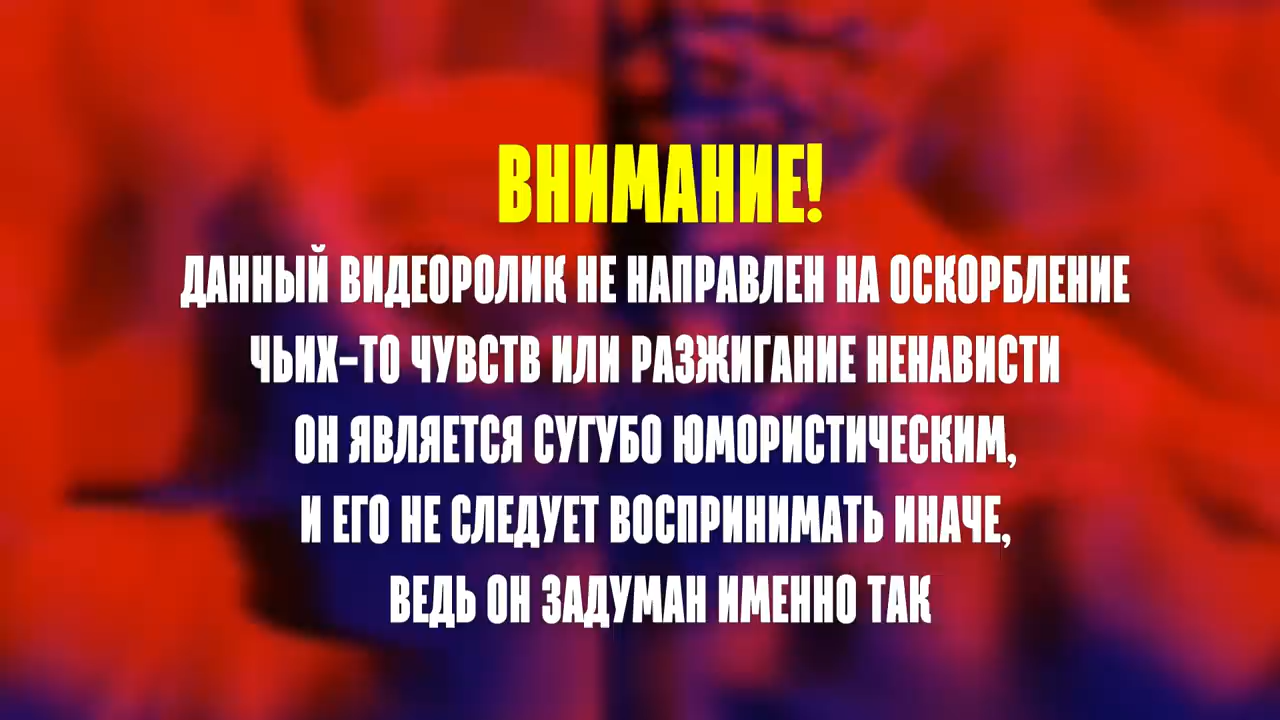 ВНИМАНИЕ!
ДАННЫЙ ВИДЕОРОЛИК НЕ НАПРАВЛЕН НА ОСКОРБЛЕНИЕ
ЧЬИХ-ТО ЧУВСТВ ИЛИ РАЗЖИГАНИЕ НЕНАВИСТИ
ОН ЯВЛЯЕТСЯ СУГУБО ЮМОРИСТИЧЕСКИМ,
И ЕГО НЕ СЛЕДУЕТ ВОСПРИНИМАТЬ ИНАЧЕ,
ВЕДЬ ОН ЗАДУМАН ИМЕННО ТАК